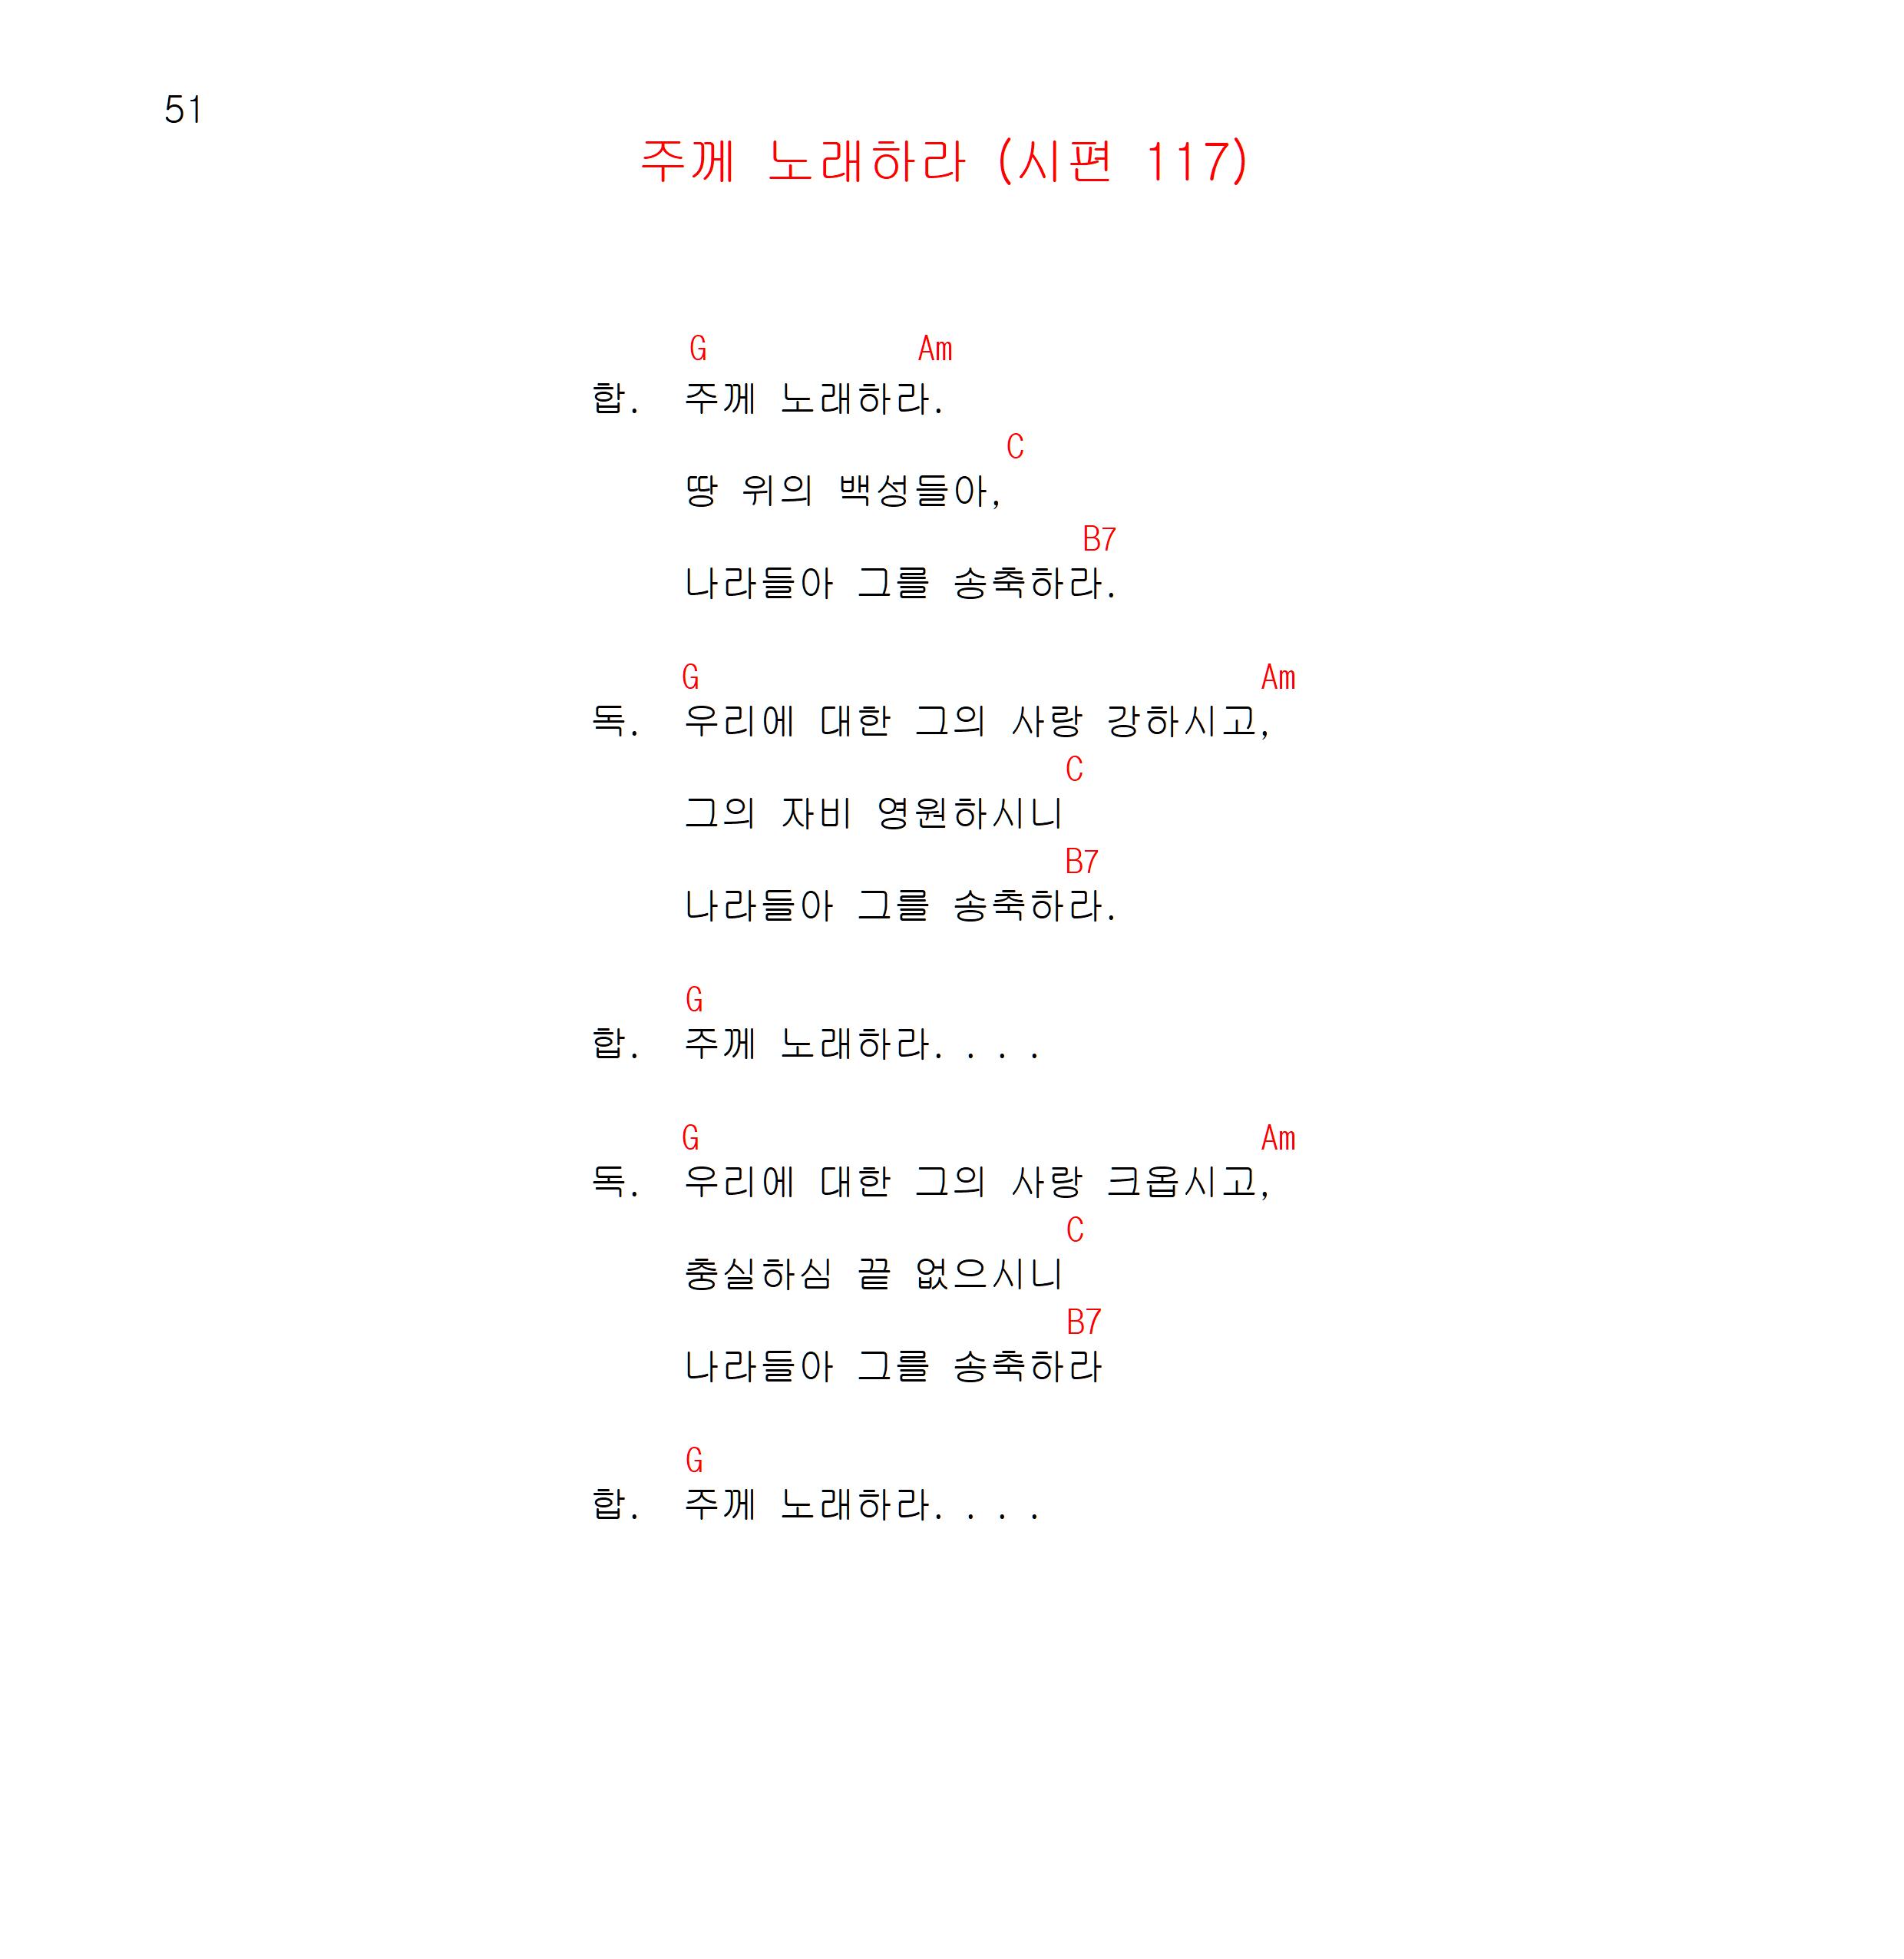 51
주께 노래하라 (시편 117)
G Am
합. 주께 노래하라.
C
땅 위의 백성들아,
B7
나라들아 그를 송축하라.
G Am
독. 우리에 대한 그의 사랑 강하시고,
C
그의 자비 영원하시니
B7
나라들아 그를 송축하라.
G
합. 주께 노래하라. . . .
G Am
독. 우리에 대한 그의 사랑 크옵시고,
C
충실하심 끝 없으시니
B7
나라들아 그를 송축하라
G
합. 주께 노래하라. . . .